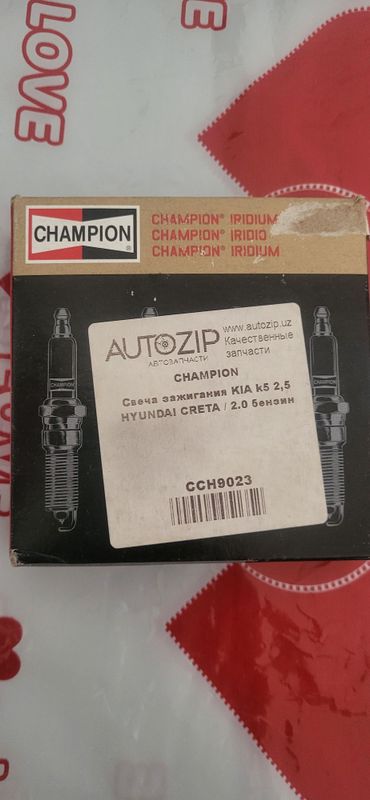 LOVE
CHAMPION®
CHAMPION® IRIDIUM
CHAMPION® IRIDIO
CHAMPION® IRIDIUM
AUTOZIP
АВТОЗАПЧАСТИ
www.autozip.uz
Качественные
запчасти
CHAMPION
Свеча зажигания KIA k5 2,5
HYUNDAI CRETA / 2.0 бензин
CCH9023